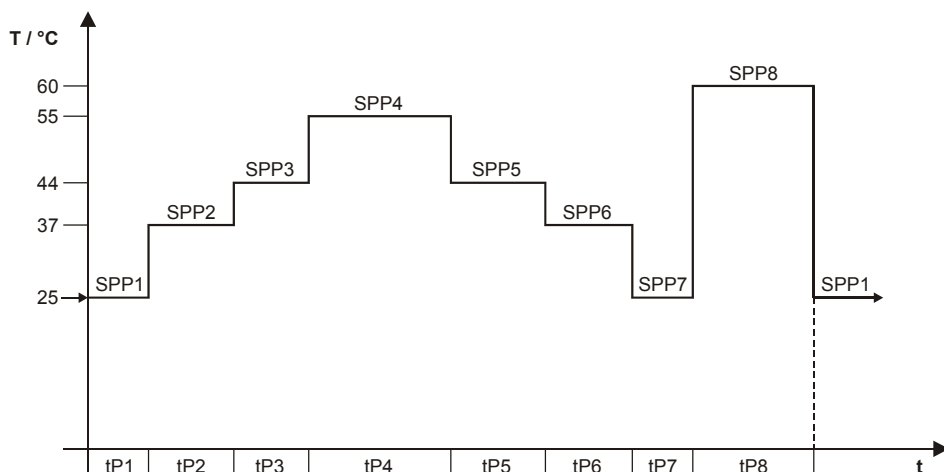 T / °C
60
SPP8
55
SPP4
44
SPP3
SPP5
37
SPP2
SPP6
25
SPP1
SPP7
SPP1
tP1 tP2 tP3 tP4 tP5 tP6 tP7 tP8 t